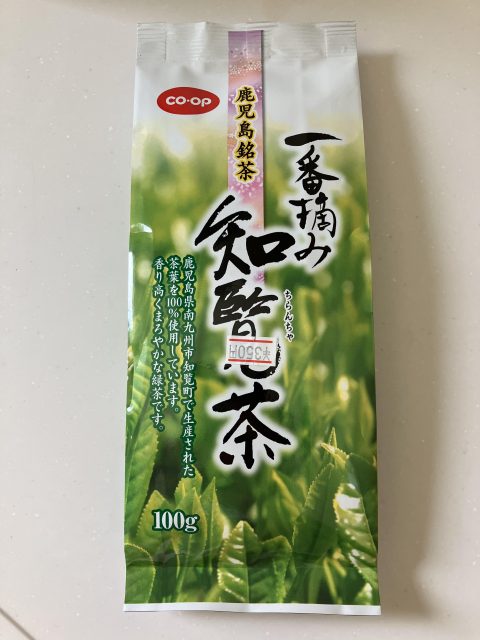 CO·OP
鹿児島銘茶
一番摘み
知覧茶
ちらんちゃ
鹿児島県南九州市知覧町で生産された
茶葉を100%使用しています。
香り高くまろやかな緑茶です。
100g